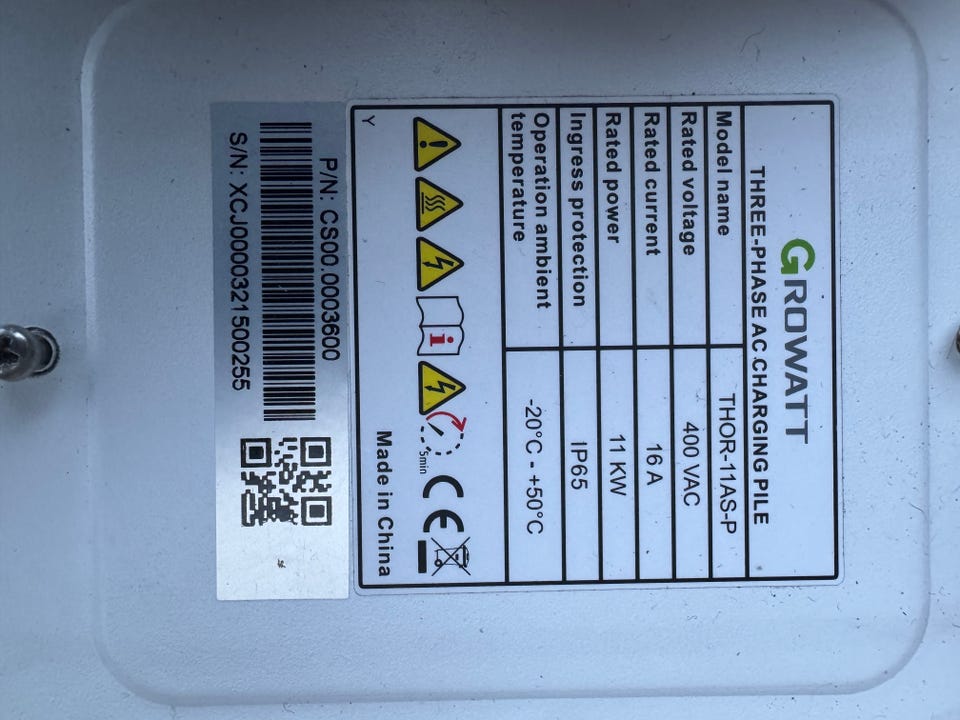 GROWATT
THREE-PHASE AC CHARGING PILE
Model name THOR-11AS-P
Rated voltage 400 VAC
Rated current 16 A
Rated power 11 KW
Ingress protection IP65
Operation ambient
temperature -20°C - +50°C
5min
CE
Made in China
Y
P/N: CS00.0003600
S/N: XCJ0000321500255